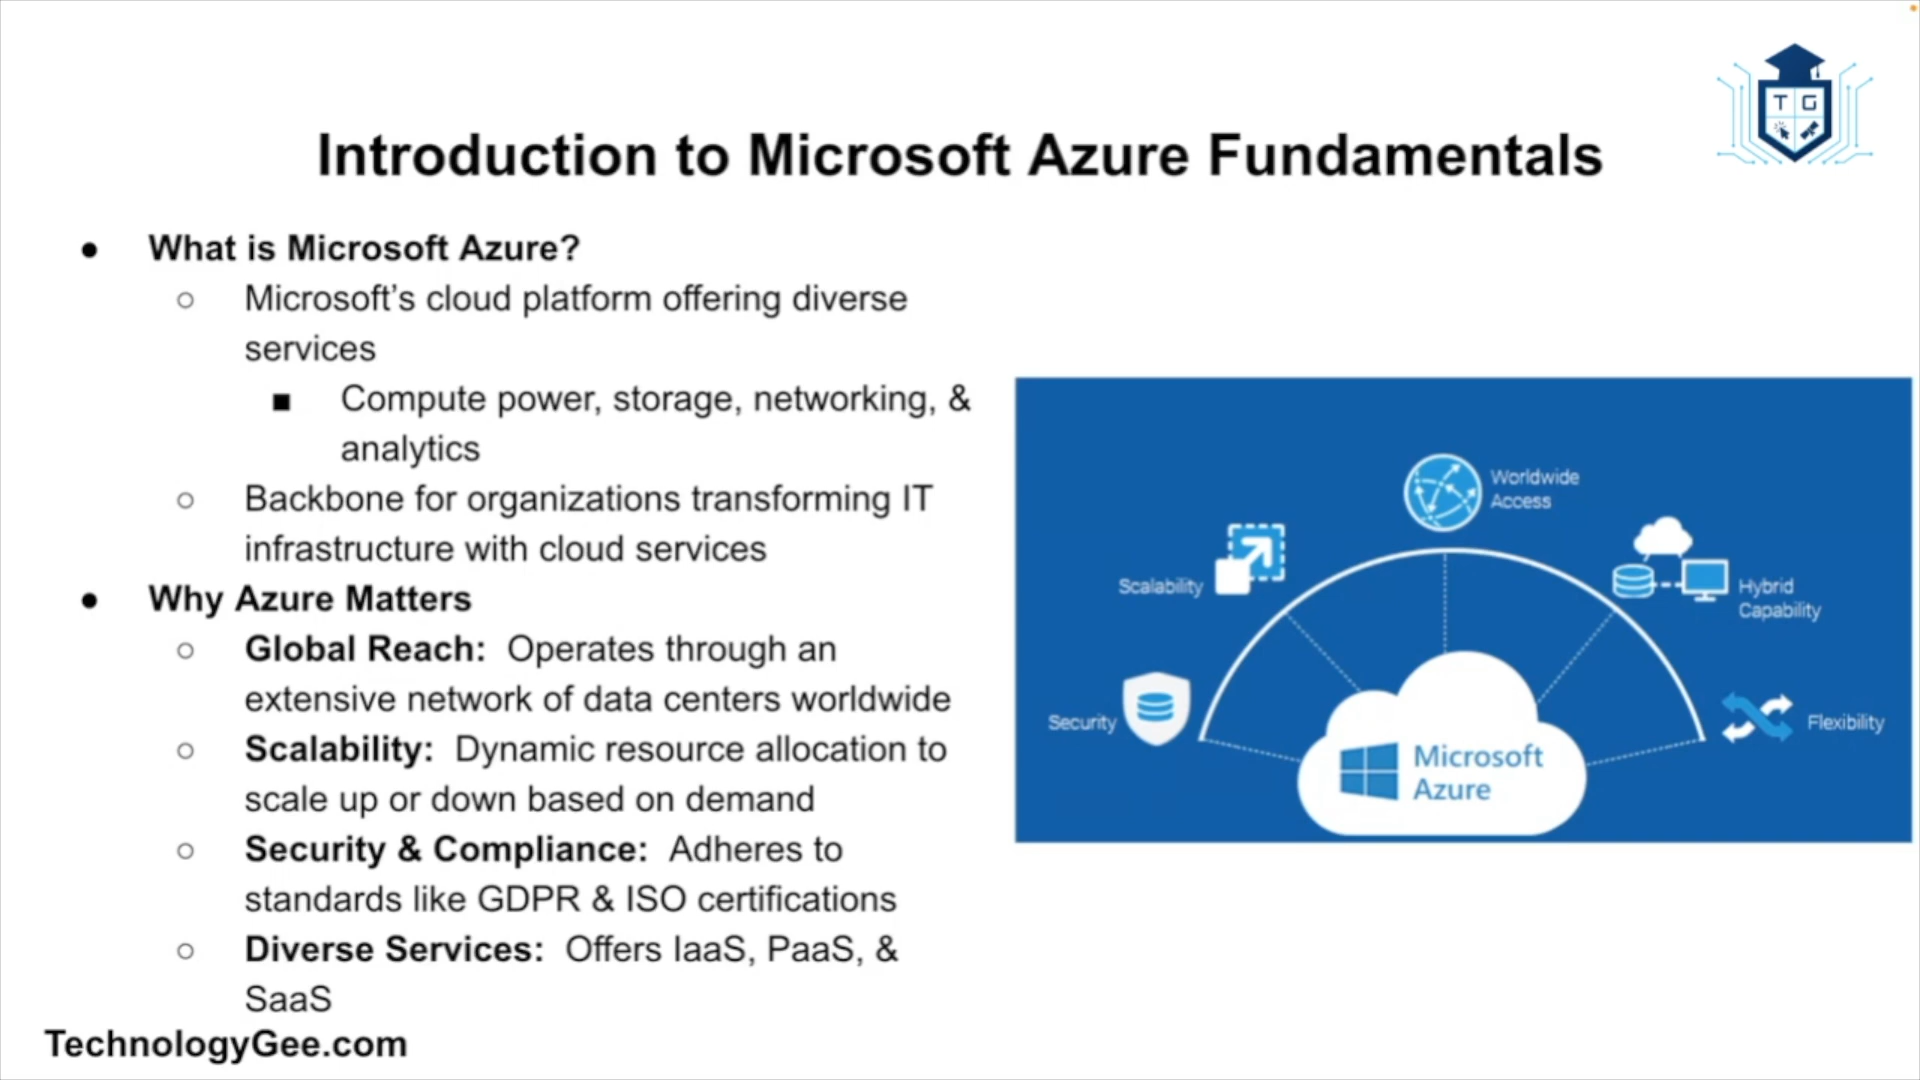 T G
Introduction to Microsoft Azure Fundamentals
● What is Microsoft Azure?
○ Microsoft’s cloud platform offering diverse
services
■ Compute power, storage, networking, &
analytics
○ Backbone for organizations transforming IT
infrastructure with cloud services
● Why Azure Matters
○ Global Reach: Operates through an
extensive network of data centers worldwide
○ Scalability: Dynamic resource allocation to
scale up or down based on demand
○ Security & Compliance: Adheres to
standards like GDPR & ISO certifications
○ Diverse Services: Offers IaaS, PaaS, &
SaaS
TechnologyGee.com
Worldwide
Access
Scalability
Hybrid
Capability
Security
Flexibility
Microsoft
Azure